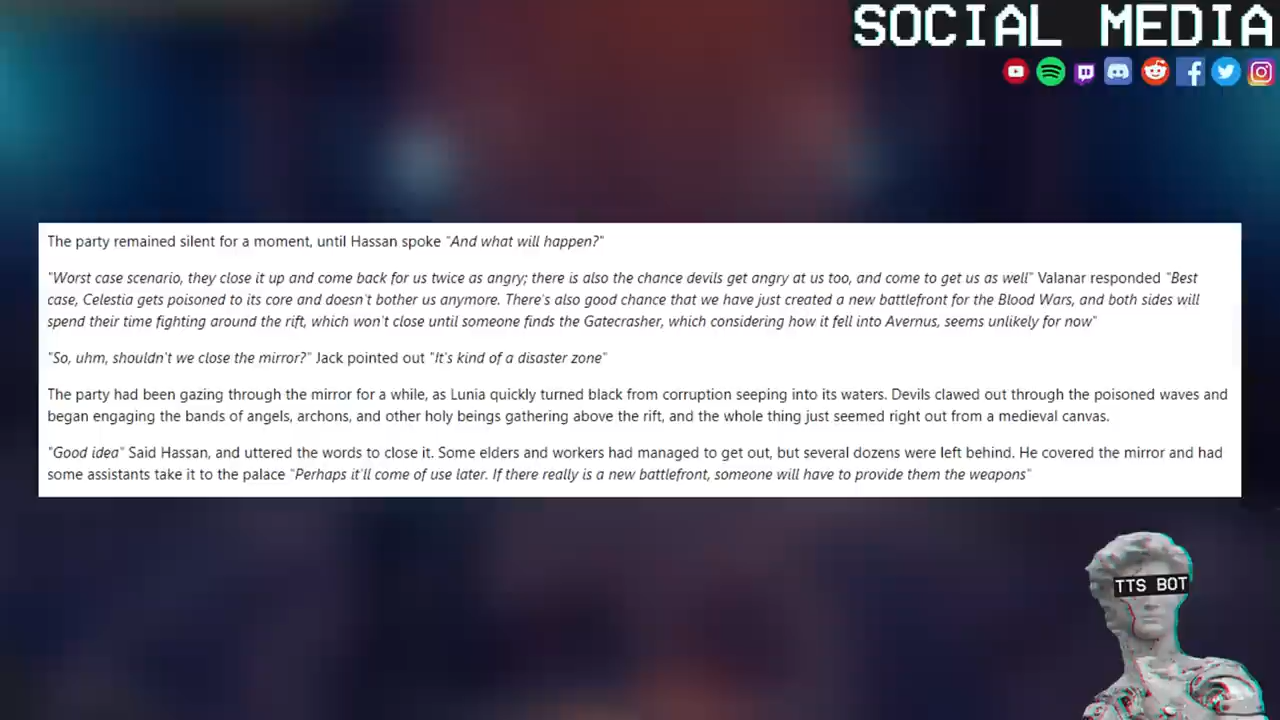 SOCIAL MEDIA
The party remained silent for a moment, until Hassan spoke "And what will happen?"
"Worst case scenario, they close it up and come back for us twice as angry; there is also the chance devils get angry at us too, and come to get us as well" Valanar responded "Best
case, Celestia gets poisoned to its core and doesn't bother us anymore. There's also good chance that we have just created a new battlefront for the Blood Wars, and both sides will
spend their time fighting around the rift, which won't close until someone finds the Gatecrasher, which considering how it fell into Avernus, seems unlikely for now"
"So, uhm, shouldn't we close the mirror?" Jack pointed out "It's kind of a disaster zone"
The party had been gazing through the mirror for a while, as Lunia quickly turned black from corruption seeping into its waters. Devils clawed out through the poisoned waves and
began engaging the bands of angels, archons, and other holy beings gathering above the rift, and the whole thing just seemed right out from a medieval canvas.
"Good idea" Said Hassan, and uttered the words to close it. Some elders and workers had managed to get out, but several dozens were left behind. He covered the mirror and had
some assistants take it to the palace "Perhaps it'll come of use later. If there really is a new battlefront, someone will have to provide them the weapons"
TTS BOT